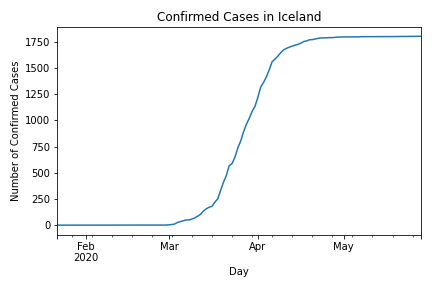 Confirmed Cases in Iceland
Number of Confirmed Cases
1750
1500
1250
1000
750
500
250
0
Feb
2020
Mar
Apr
May
Day